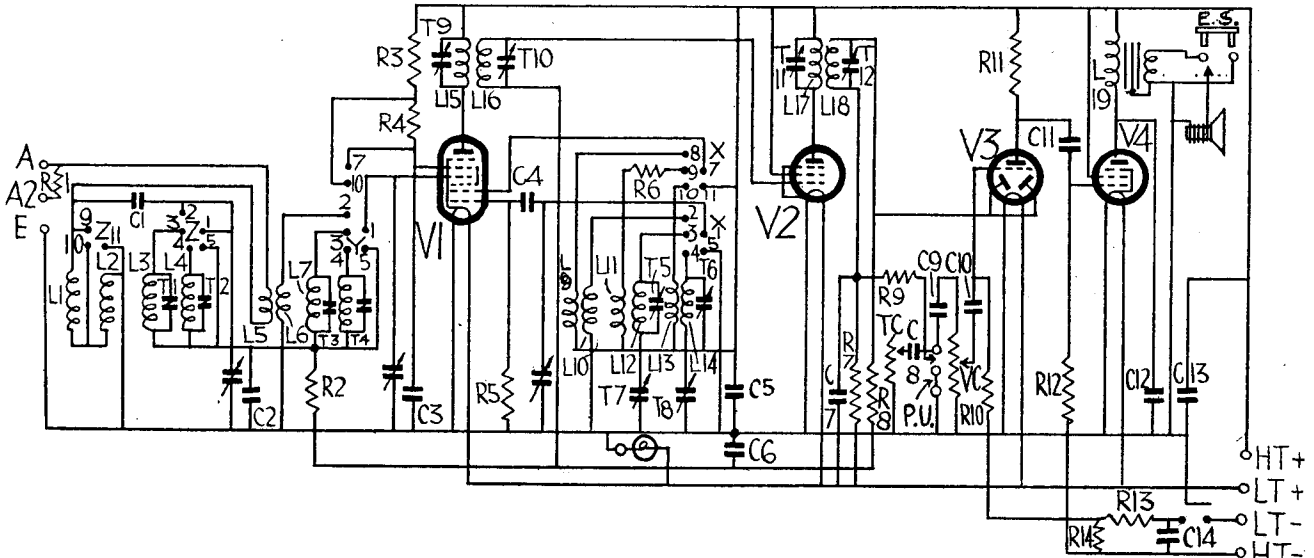 E.S.
T9
R3
T10
L15 L16
R4
T11
T12
L17 L18
R11
L19
C11
V3
V4
A
R1
A2
E
C1
9
10
Z 11
2
3 Z 1
4 5
7
10
2
3 Y 1
4 5
V1
C4
8 X
9 7
R6
10 11
2 X
3
4 5
V2
L1
L2
L3
L4
T1
T2
L5
L6
L7
T3
T4
L9
L10
L11
L12
T5
L13
T6
L14
R2
C2
C3
R5
T7
T8
C5
C6
C7
R7
R8
R9
TC
C8
C9
C10
P.U.
VC
R10
R12
C12
C13
HT+
LT+
R13
LT-
R14
C14
HT-